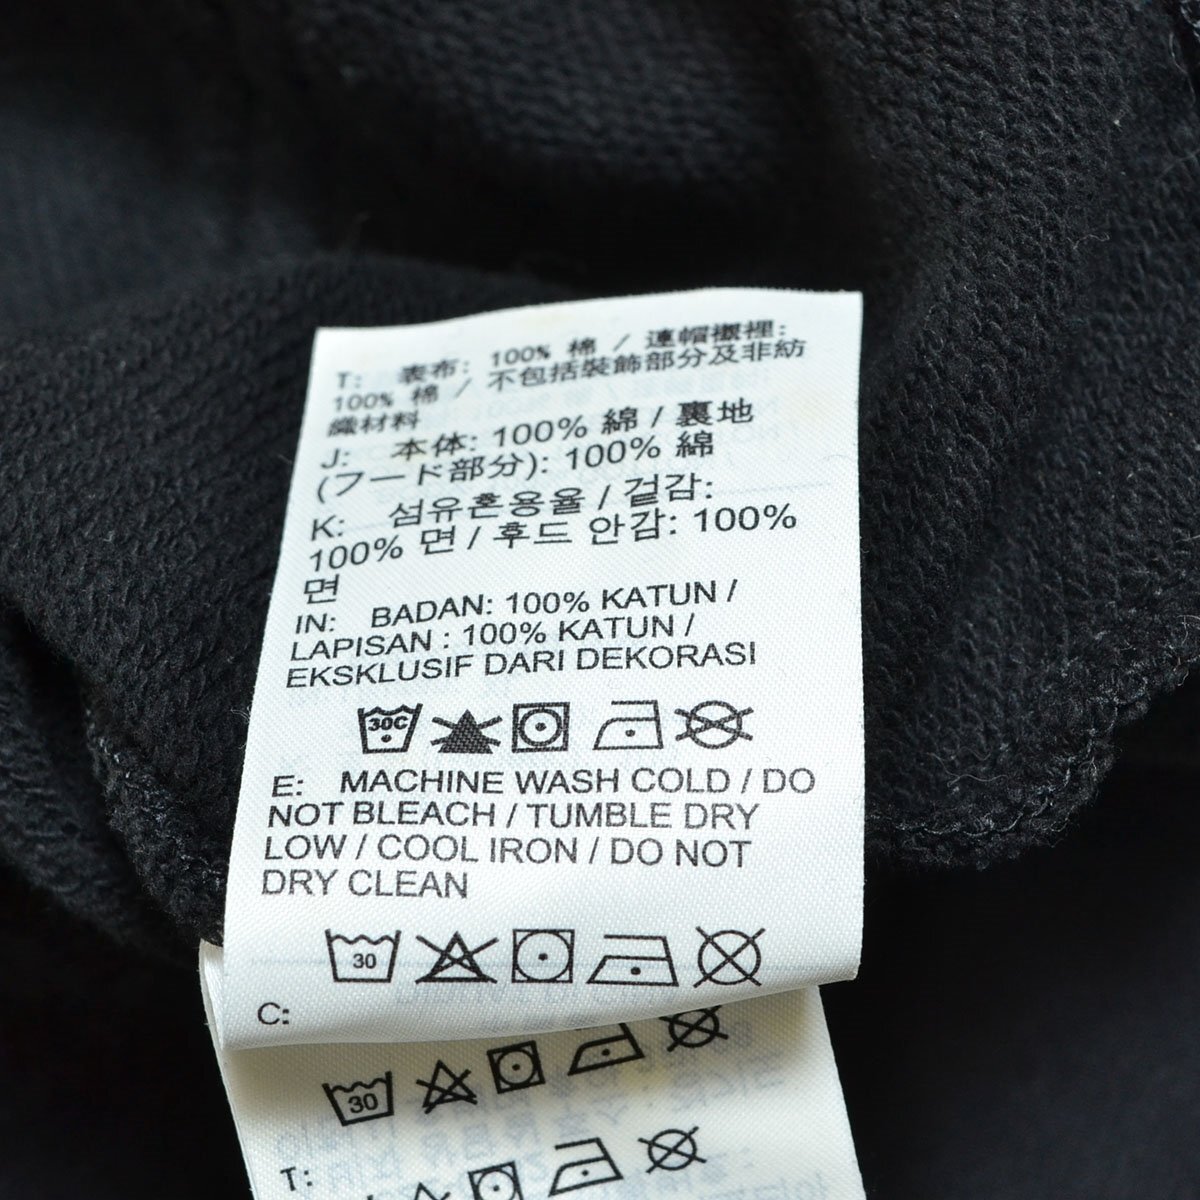 T: 表布: 100% 棉 / 連帽襯裡:
100% 棉 / 不包括裝飾部分及非紡
織材料
J: 本体: 100% 綿 / 裏地
(フード部分): 100% 綿
K: 섬유혼용율 / 겉감:
100% 면 / 후드 안감: 100%
면
IN: BADAN: 100% KATUN /
LAPISAN : 100% KATUN /
EKSKLUSIF DARI DEKORASI
30C
E: MACHINE WASH COLD / DO
NOT BLEACH / TUMBLE DRY
LOW / COOL IRON / DO NOT
DRY CLEAN
30
C:
30
T: